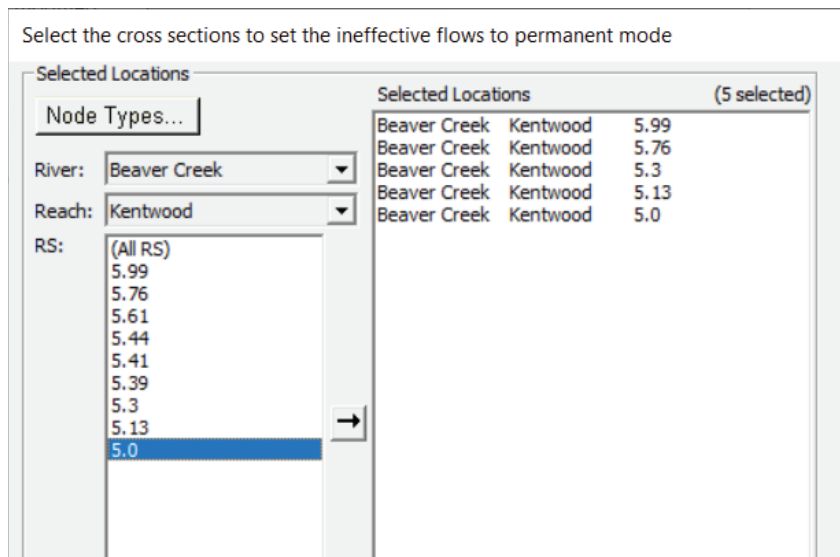 Select the cross sections to set the ineffective flows to permanent mode
Selected Locations
Node Types...
River: Beaver Creek
Reach: Kentwood
RS:
(All RS)
5.99
5.76
5.61
5.44
5.41
5.39
5.3
5.13
5.0
Selected Locations (5 selected)
Beaver Creek Kentwood 5.99
Beaver Creek Kentwood 5.76
Beaver Creek Kentwood 5.3
Beaver Creek Kentwood 5.13
Beaver Creek Kentwood 5.0